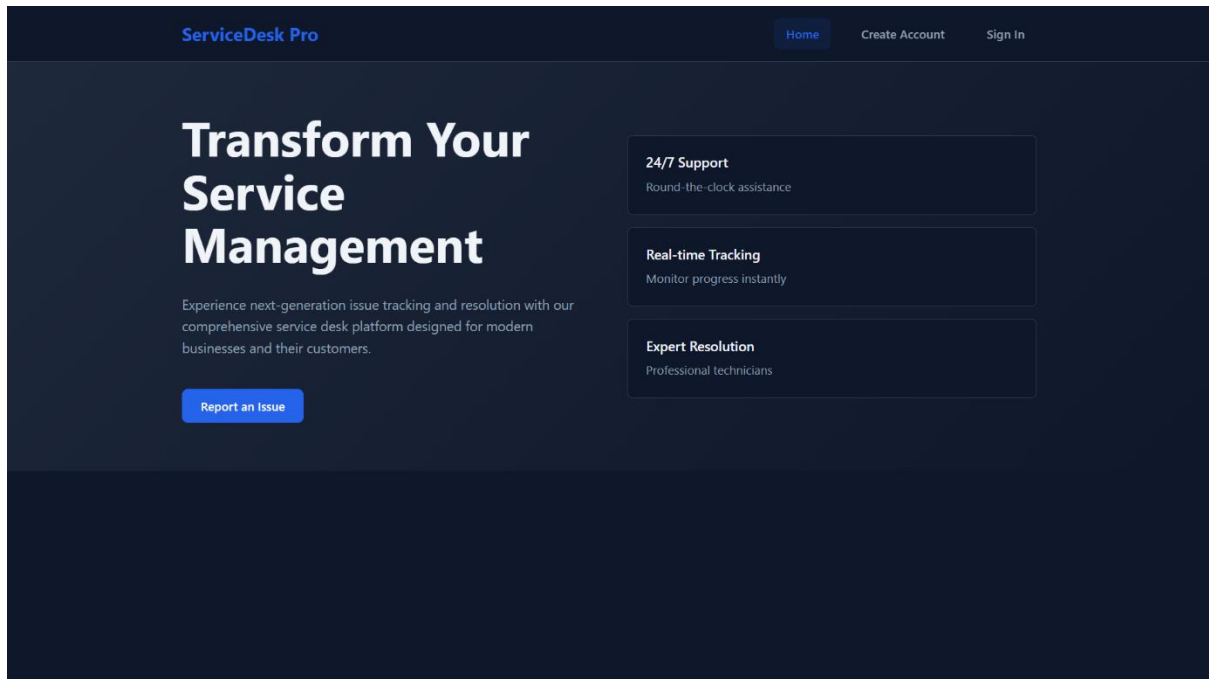 ServiceDesk Pro
Home
Create Account
Sign In
Transform Your
Service
Management
Experience next-generation issue tracking and resolution with our
comprehensive service desk platform designed for modern
businesses and their customers.
Report an Issue
24/7 Support
Round-the-clock assistance
Real-time Tracking
Monitor progress instantly
Expert Resolution
Professional technicians